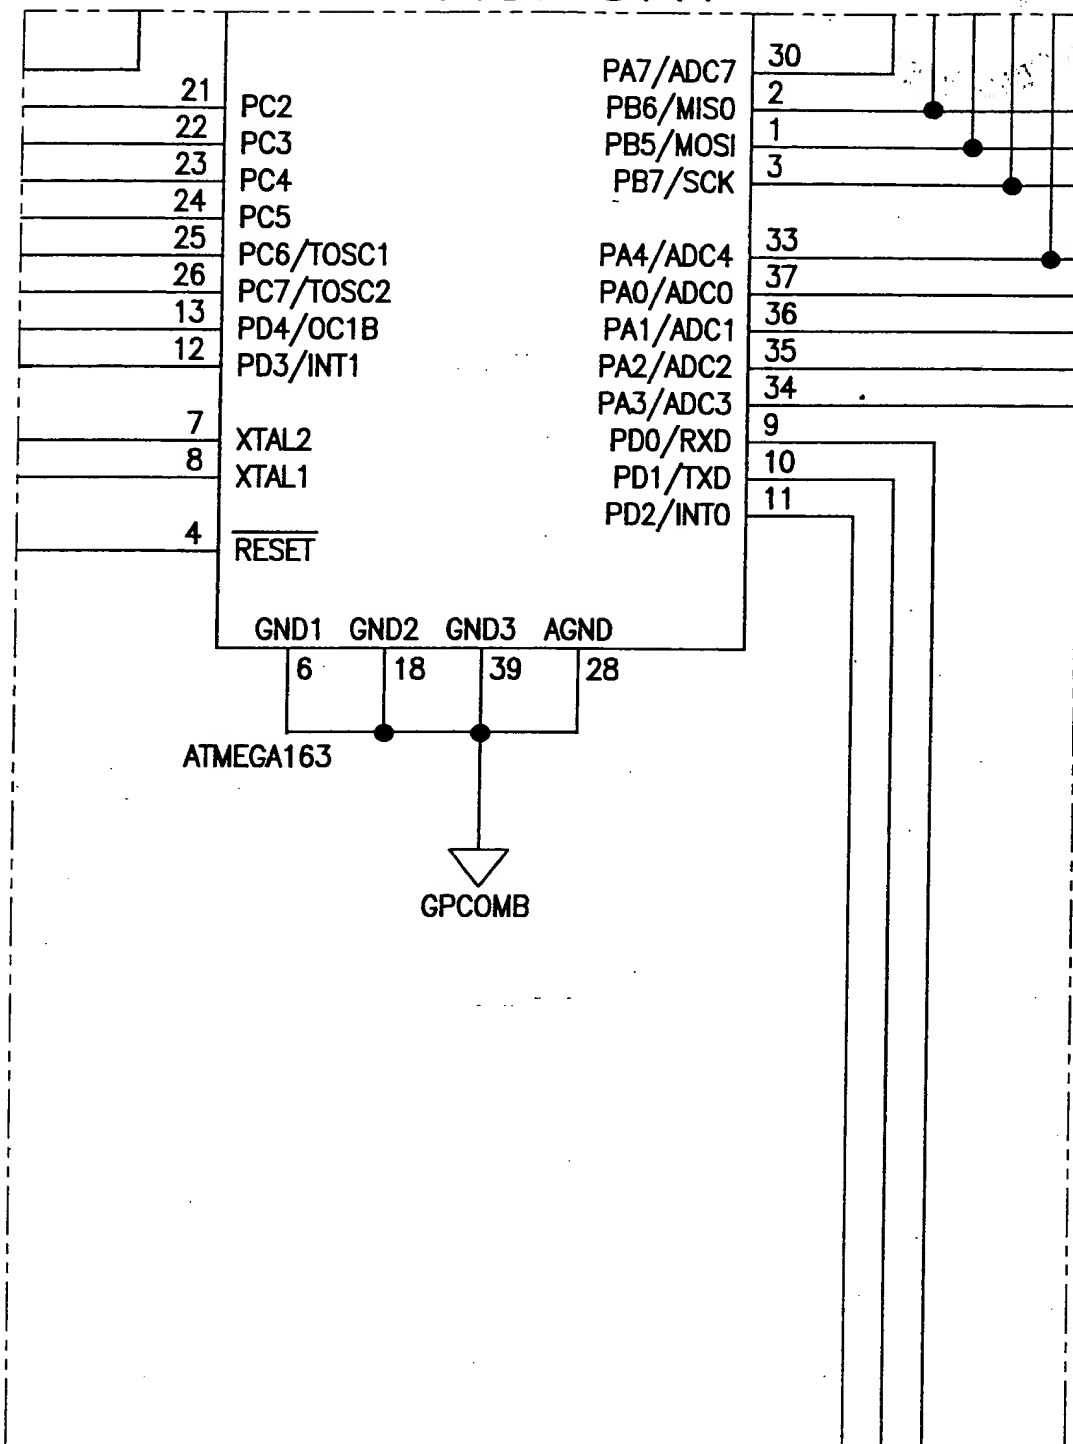 30
PA7/ADC7
21
PC2
2
PB6/MISO
22
PC3
1
PB5/MOSI
23
PC4
3
PB7/SCK
24
PC5
25
PC6/TOSC1
33
PA4/ADC4
26
PC7/TOSC2
37
PA0/ADC0
13
PD4/OC1B
36
PA1/ADC1
12
PD3/INT1
35
PA2/ADC2
34
PA3/ADC3
7
XTAL2
9
PD0/RXD
8
XTAL1
10
PD1/TXD
11
PD2/INT0
4
RESET
GND1 GND2 GND3 AGND
6 18 39 28
ATMEGA163
GPCOMB